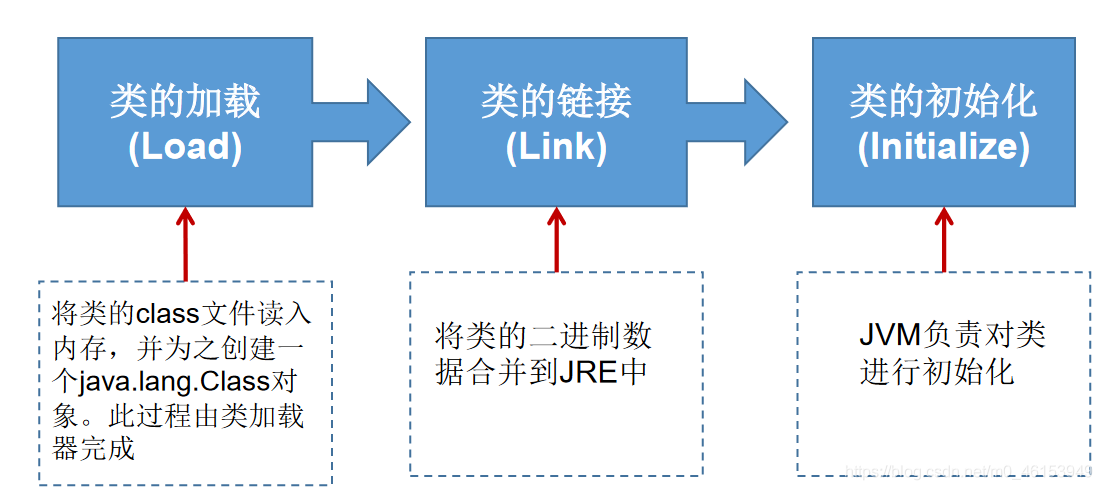 类的加载
(Load)
类的链接
(Link)
类的初始化
(Initialize)
将类的class文件读入
内存，并为之创建一
个java.lang.Class对
象。此过程由类加载
器完成
将类的二进制数
据合并到JRE中
JVM负责对类
进行初始化
https://blog.csdn.net/m0_46153949